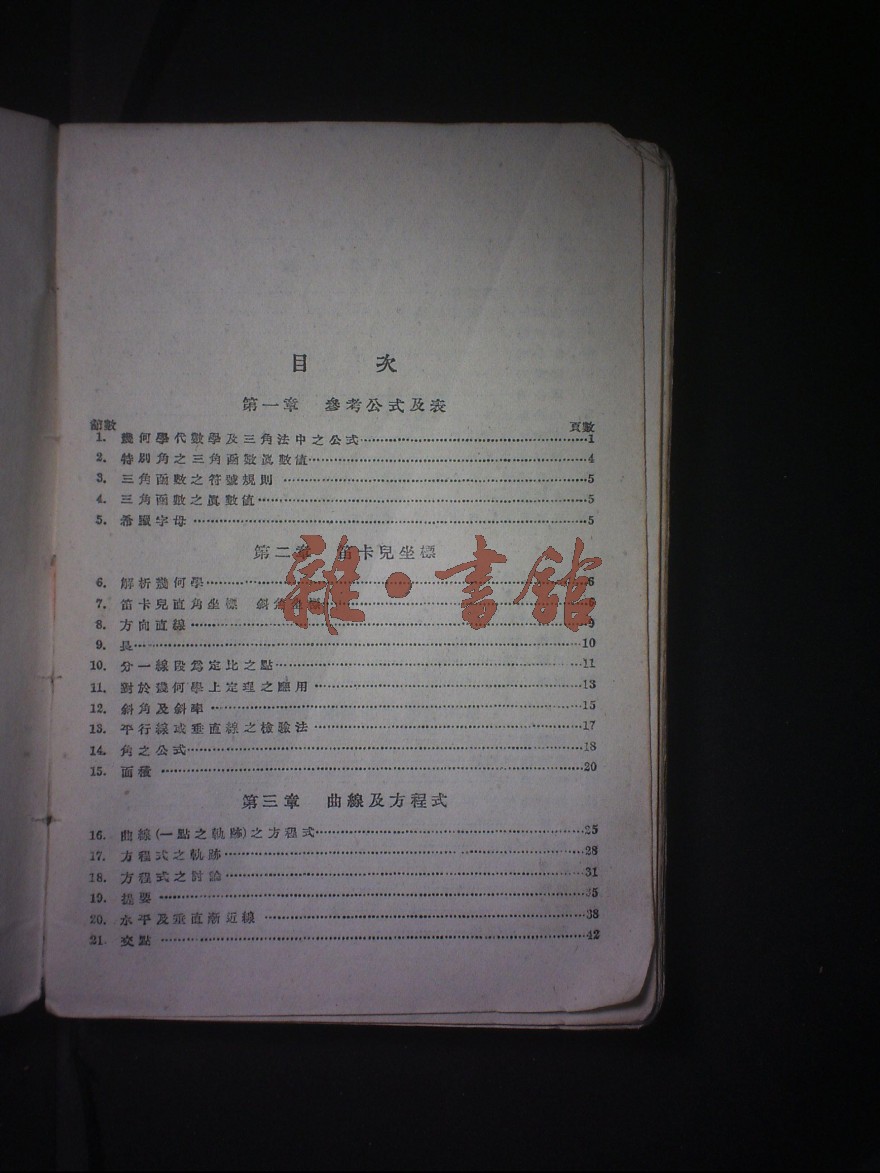 目 次
第一章 參考公式及表
節數 頁數
1. 幾何學代數學及三角法中之公式 1
2. 特別角之三角函數眞數值 4
3. 三角函數之符號規則 5
4. 三角函數之眞數值 5
5. 希臘字母 5
第二章 笛卡兒坐標
6. 解析幾何學 6
7. 笛卡兒直角坐標 斜 坐標
8. 方向直線 9
9. 長 10
10. 分一線段爲定比之點 11
11. 對於幾何學上定理之應用 13
12. 斜角及斜率 15
13. 平行線或垂直線之檢驗法 17
14. 角之公式 18
15. 面積 20
雜·書館
第三章 曲線及方程式
16. 曲線(一點之軌跡)之方程式 25
17. 方程式之軌跡 28
18. 方程式之討論 31
19. 提要 35
20. 水平及垂直漸近線 38
21. 交點 42